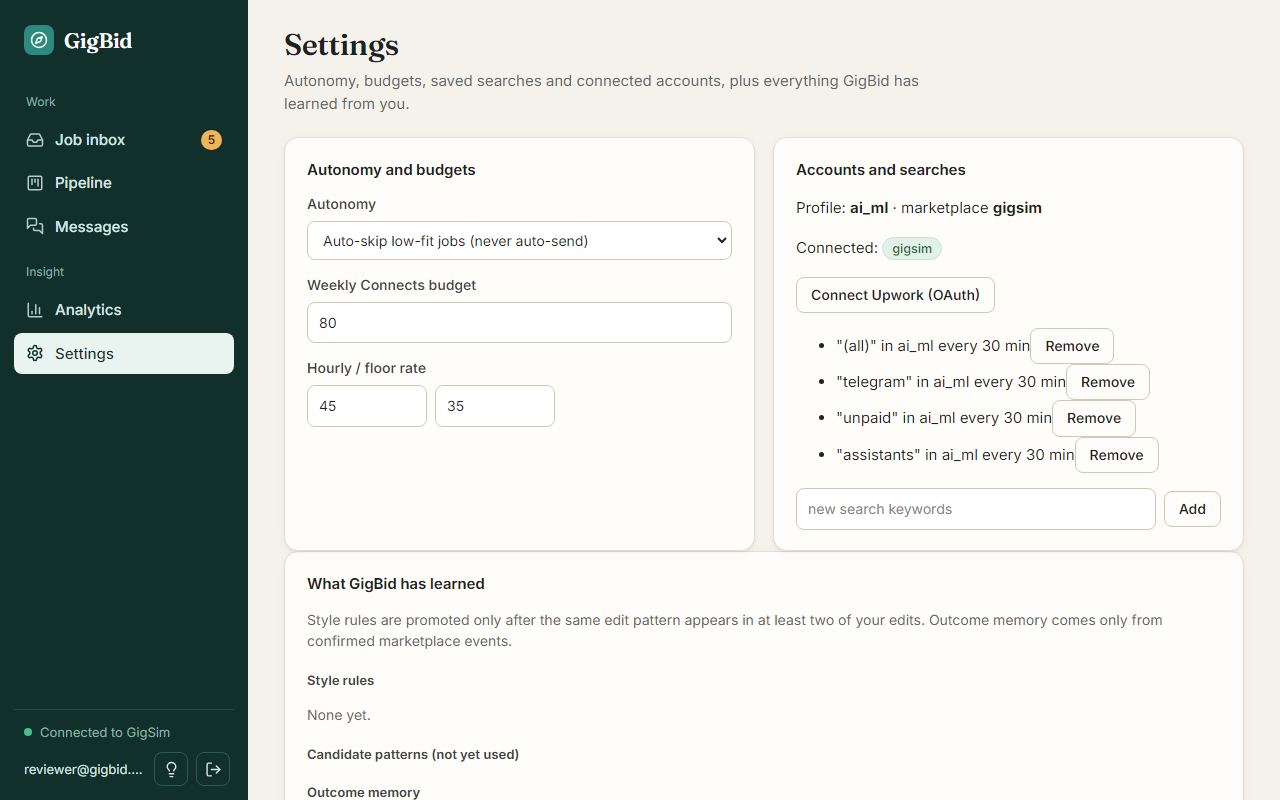 GigBid
Work
Job inbox
5
Pipeline
Messages
Insight
Analytics
Settings
Connected to GigSim
reviewer@gigbid....
Settings
Autonomy, budgets, saved searches and connected accounts, plus everything GigBid has
learned from you.
Autonomy and budgets
Autonomy
Auto-skip low-fit jobs (never auto-send)
Weekly Connects budget
80
Hourly / floor rate
45
35
Accounts and searches
Profile: ai_ml · marketplace gigsim
Connected: gigsim
Connect Upwork (OAuth)
"(all)" in ai_ml every 30 min Remove
"telegram" in ai_ml every 30 min Remove
"unpaid" in ai_ml every 30 min Remove
"assistants" in ai_ml every 30 min Remove
new search keywords
Add
What GigBid has learned
Style rules are promoted only after the same edit pattern appears in at least two of your edits. Outcome memory comes only from
confirmed marketplace events.
Style rules
None yet.
Candidate patterns (not yet used)
Outcome memory